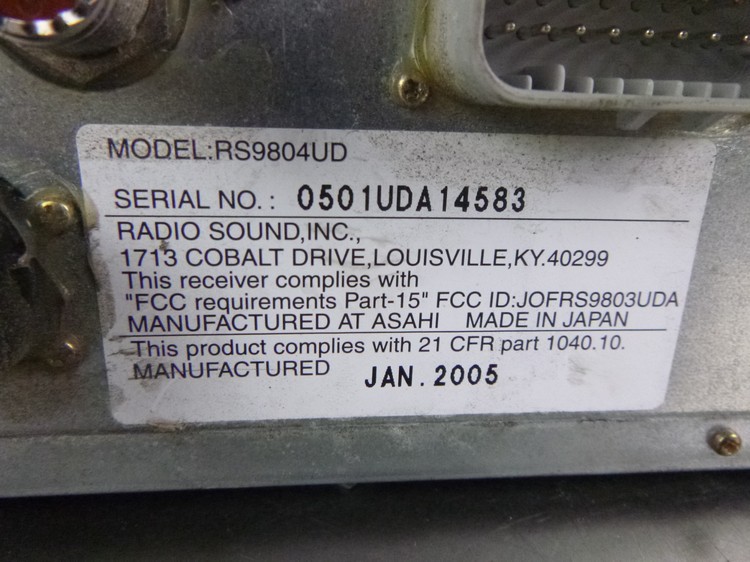 MODEL:RS9804UD
SERIAL NO.: 0501UDA14583
RADIO SOUND,INC.,
1713 COBALT DRIVE,LOUISVILLE,KY.40299
This receiver complies with
"FCC requirements Part-15" FCC ID:JOFRS9803UDA
MANUFACTURED AT ASAHI MADE IN JAPAN
This product complies with 21 CFR part 1040.10.
MANUFACTURED JAN.2005